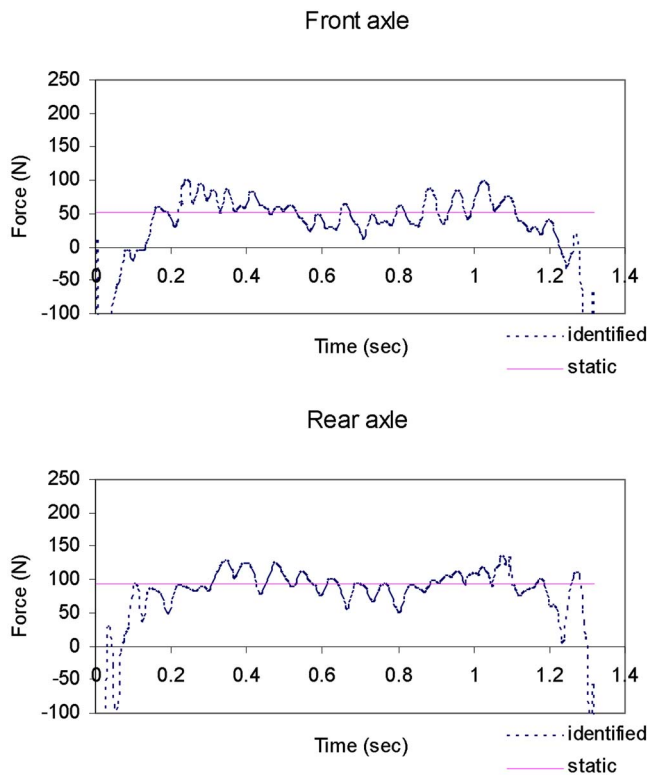 Front axle
250
200
150
100
50
0
-50
-100
0 0.2 0.4 0.6 0.8 1 1.2 1.4
Force (N)
Time (sec)
identified
static
Rear axle
250
200
150
100
50
0
-50
-100
0 0.2 0.4 0.6 0.8 1 1.2 1.4
Force (N)
Time (sec)
identified
static